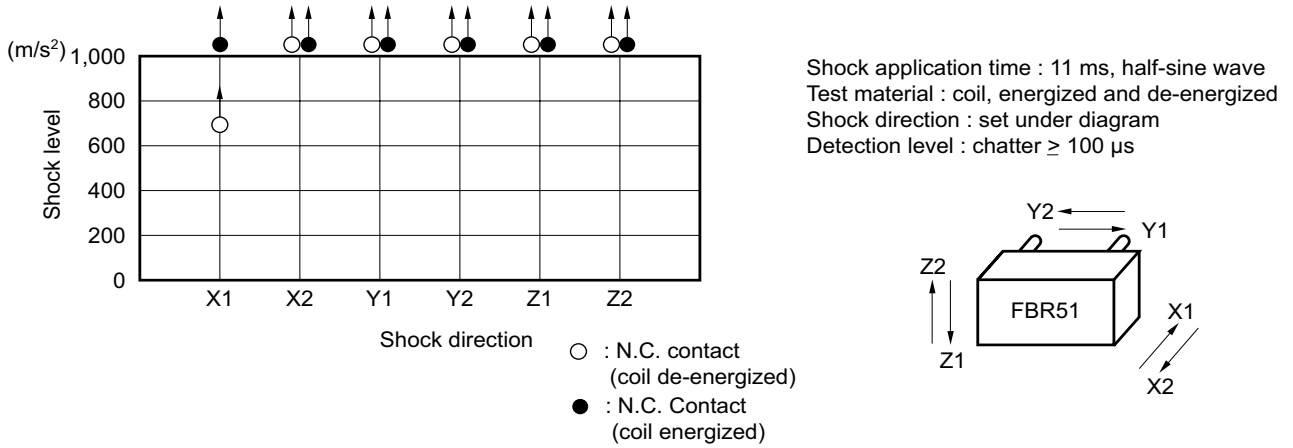 (m/s²)
1,000
800
600
400
200
0
Shock level
X1 X2 Y1 Y2 Z1 Z2
Shock direction
: N.C. contact
(coil de-energized)
: N.C. Contact
(coil energized)
Shock application time : 11 ms, half-sine wave
Test material : coil, energized and de-energized
Shock direction : set under diagram
Detection level : chatter ≥ 100 µs
Y2
Y1
Z2
FBR51
X1
Z1
X2